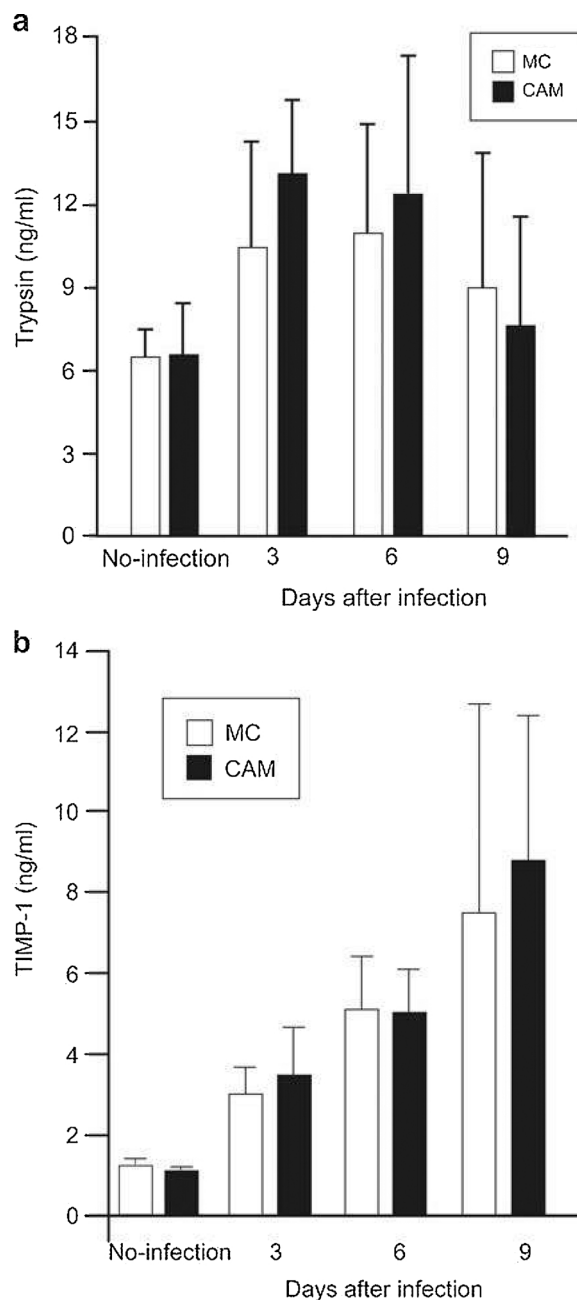 a
18
15
12
9
6
3
0
Trypsin (ng/ml)
MC
CAM
No-infection 3 6 9
Days after infection
b
14
12
10
8
6
4
2
0
TIMP-1 (ng/ml)
MC
CAM
No-infection 3 6 9
Days after infection